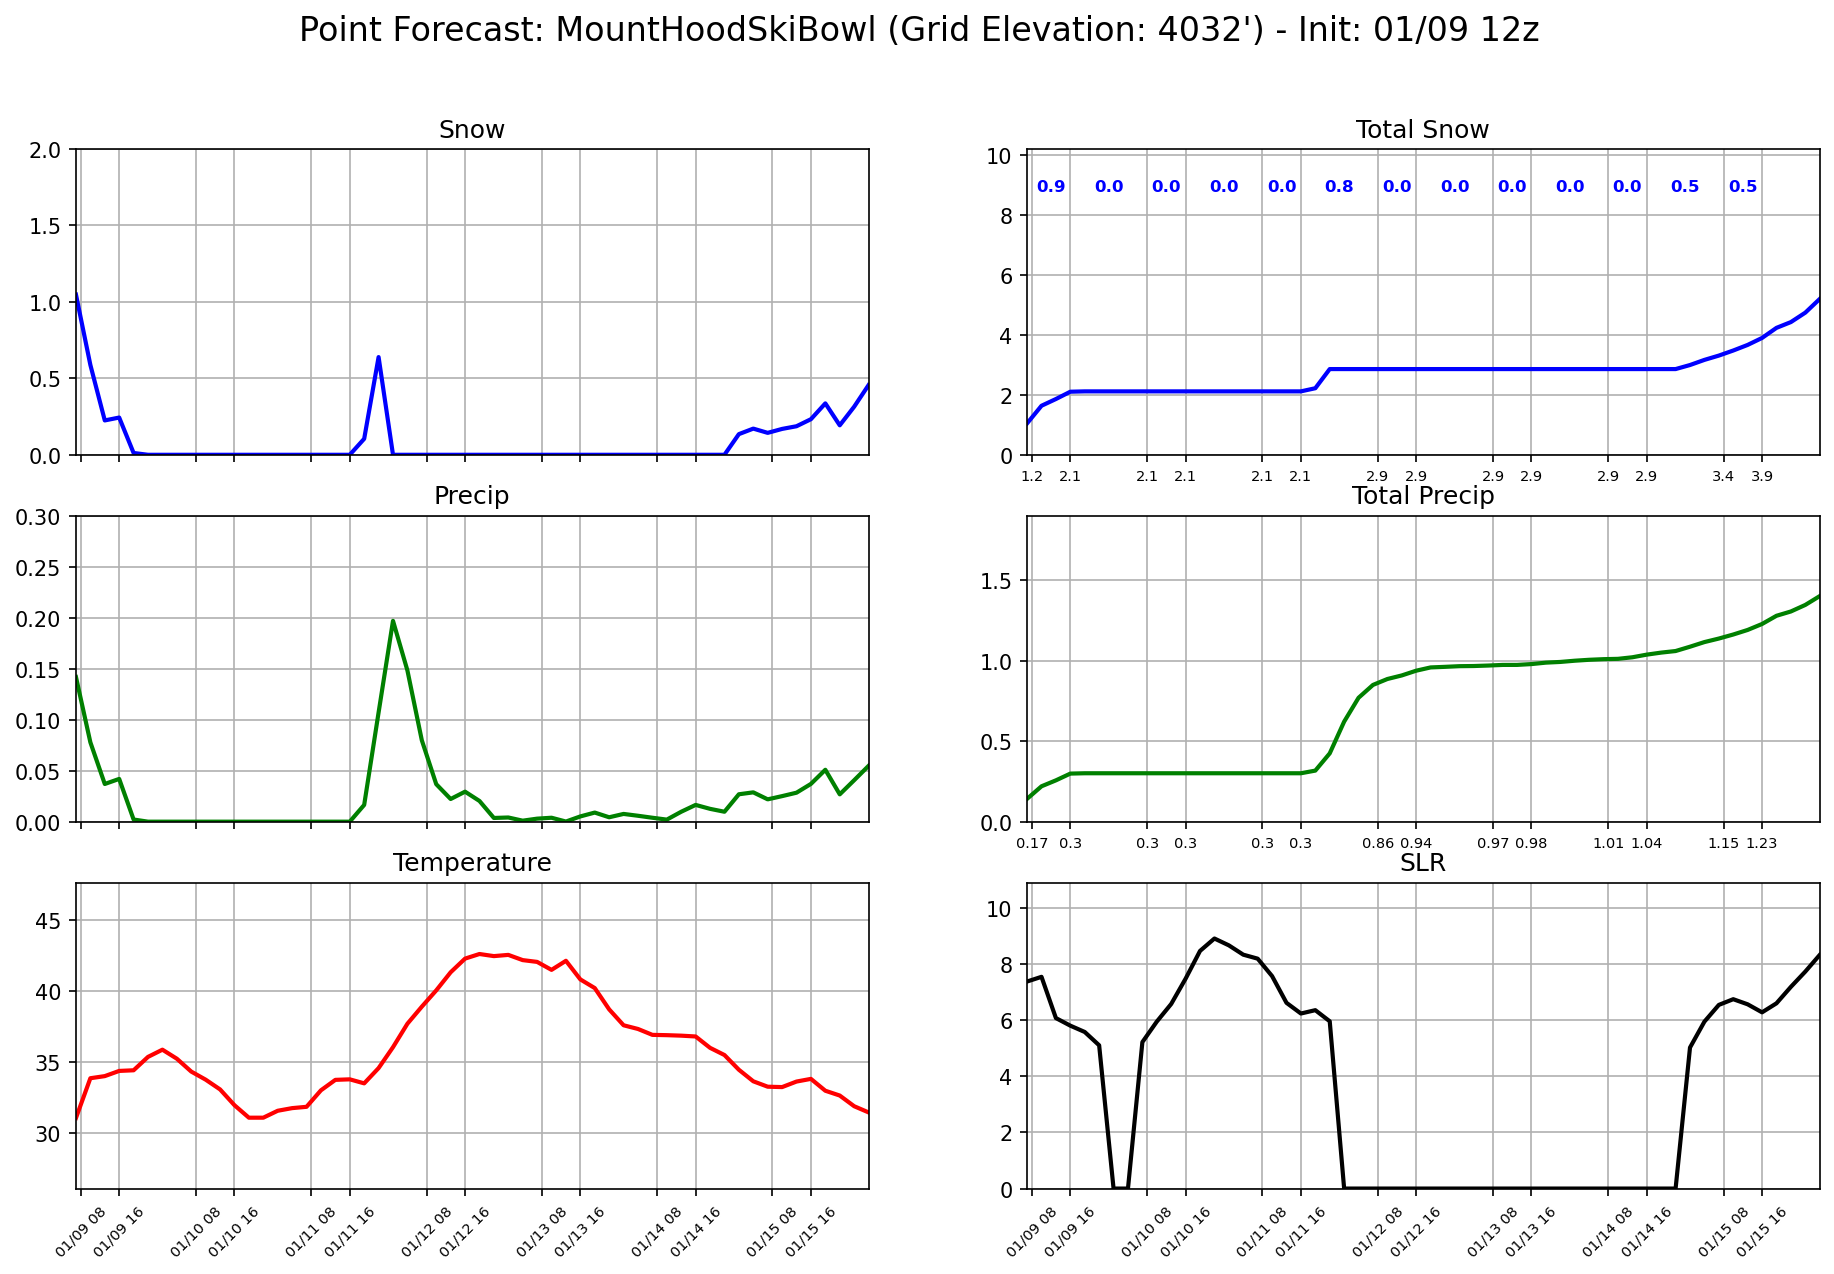 Point Forecast: MountHoodSkiBowl (Grid Elevation: 4032') - Init: 01/09 12z
Snow
2.0
1.5
1.0
0.5
0.0
Total Snow
10
8
6
4
2
0
0.9 0.0 0.0 0.0 0.0 0.8 0.0 0.0 0.0 0.0 0.0 0.5 0.5
1.2 2.1 2.1 2.1 2.1 2.1 2.9 2.9 2.9 2.9 2.9 2.9 3.4 3.9
Precip
0.30
0.25
0.20
0.15
0.10
0.05
0.00
Total Precip
1.5
1.0
0.5
0.0
0.17 0.3 0.3 0.3 0.3 0.3 0.86 0.94 0.97 0.98 1.01 1.04 1.15 1.23
Temperature
45
40
35
30
01/09 08 01/09 16 01/10 08 01/10 16 01/11 08 01/11 16 01/12 08 01/12 16 01/13 08 01/13 16 01/14 08 01/14 16 01/15 08 01/15 16
SLR
10
8
6
4
2
0
01/09 08 01/09 16 01/10 08 01/10 16 01/11 08 01/11 16 01/12 08 01/12 16 01/13 08 01/13 16 01/14 08 01/14 16 01/15 08 01/15 16